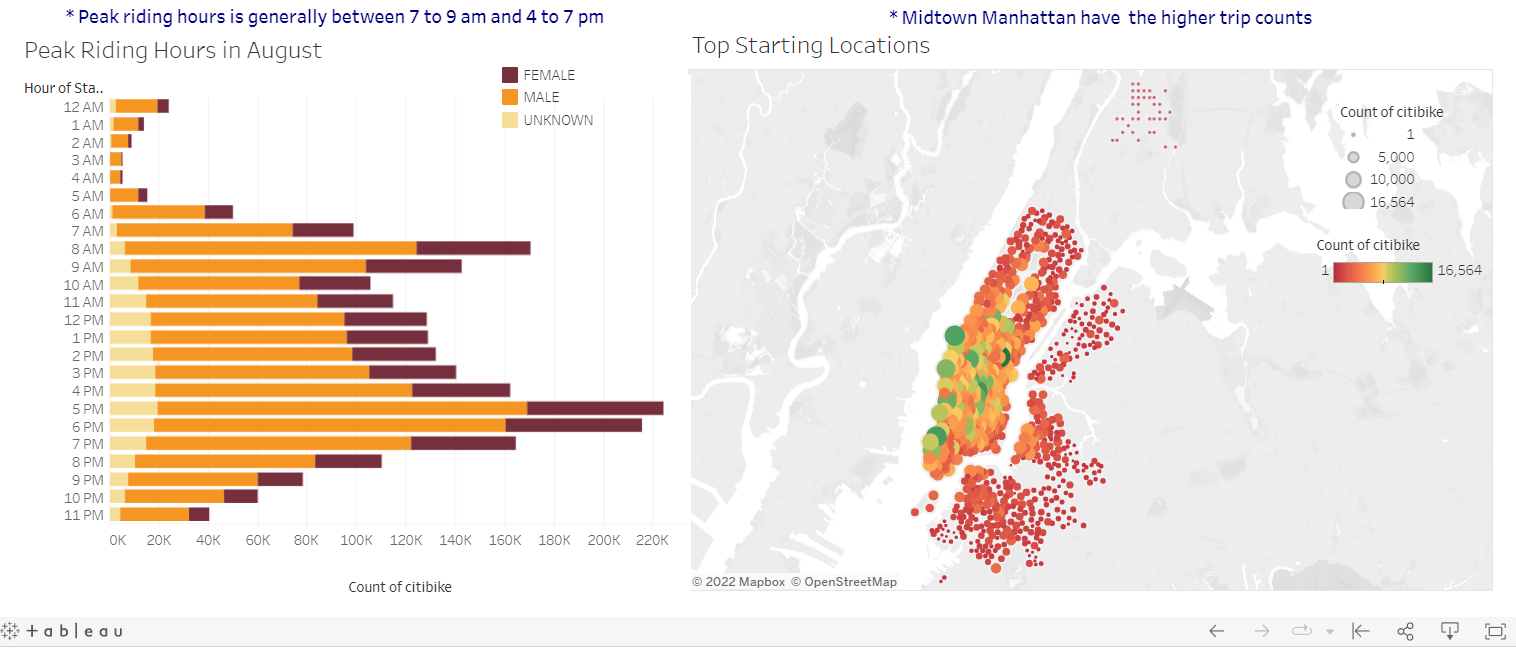 * Peak riding hours is generally between 7 to 9 am and 4 to 7 pm
* Midtown Manhattan have the higher trip counts
Peak Riding Hours in August
Hour of Sta..
FEMALE
MALE
UNKNOWN
12 AM
1 AM
2 AM
3 AM
4 AM
5 AM
6 AM
7 AM
8 AM
9 AM
10 AM
11 AM
12 PM
1 PM
2 PM
3 PM
4 PM
5 PM
6 PM
7 PM
8 PM
9 PM
10 PM
11 PM
0K 20K 40K 60K 80K 100K 120K 140K 160K 180K 200K 220K
Count of citibike
Top Starting Locations
Count of citibike
1
5,000
10,000
16,564
Count of citibike
1 16,564
© 2022 Mapbox © OpenStreetMap
+ a b | e a u